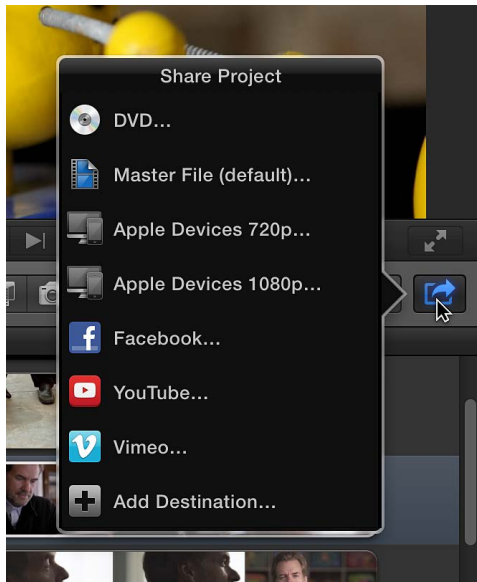 Share Project
DVD...
Master File (default)...
Apple Devices 720p...
Apple Devices 1080p...
Facebook...
YouTube...
Vimeo...
Add Destination...